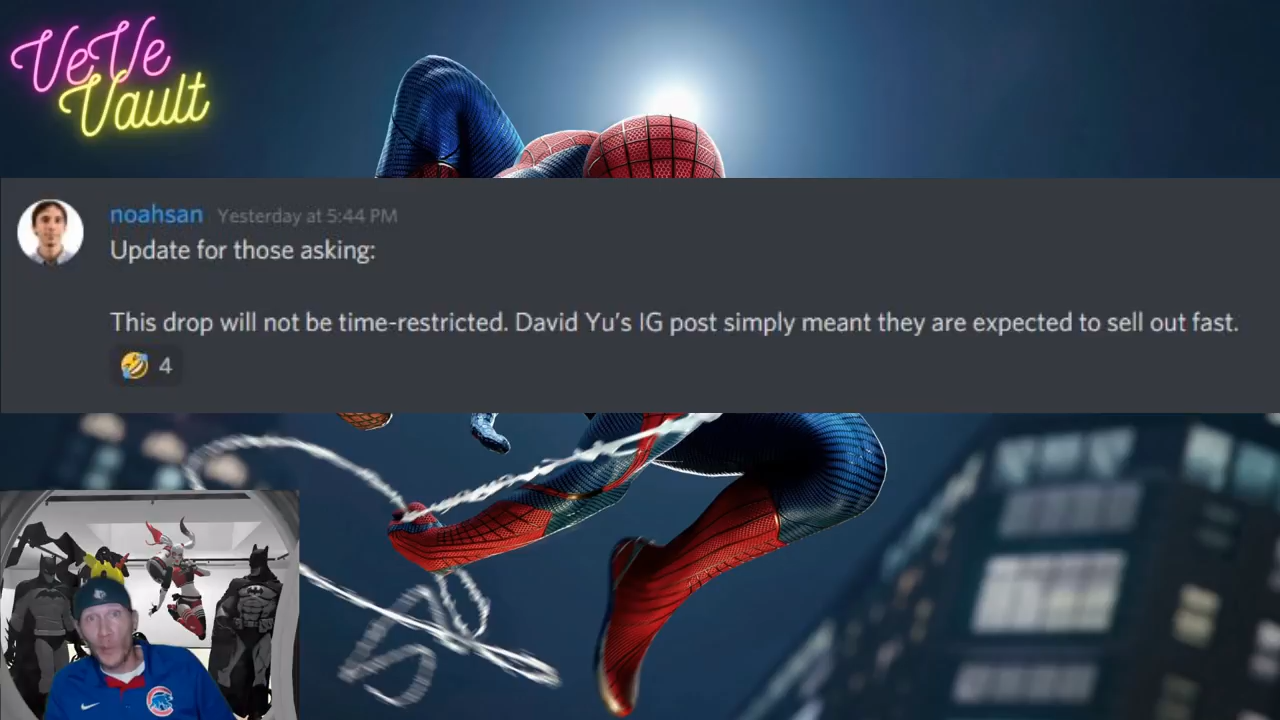 VeVe
Vault
noahsan Yesterday at 5:44 PM
Update for those asking:
This drop will not be time-restricted. David Yu's IG post simply meant they are expected to sell out fast.
🤣 4